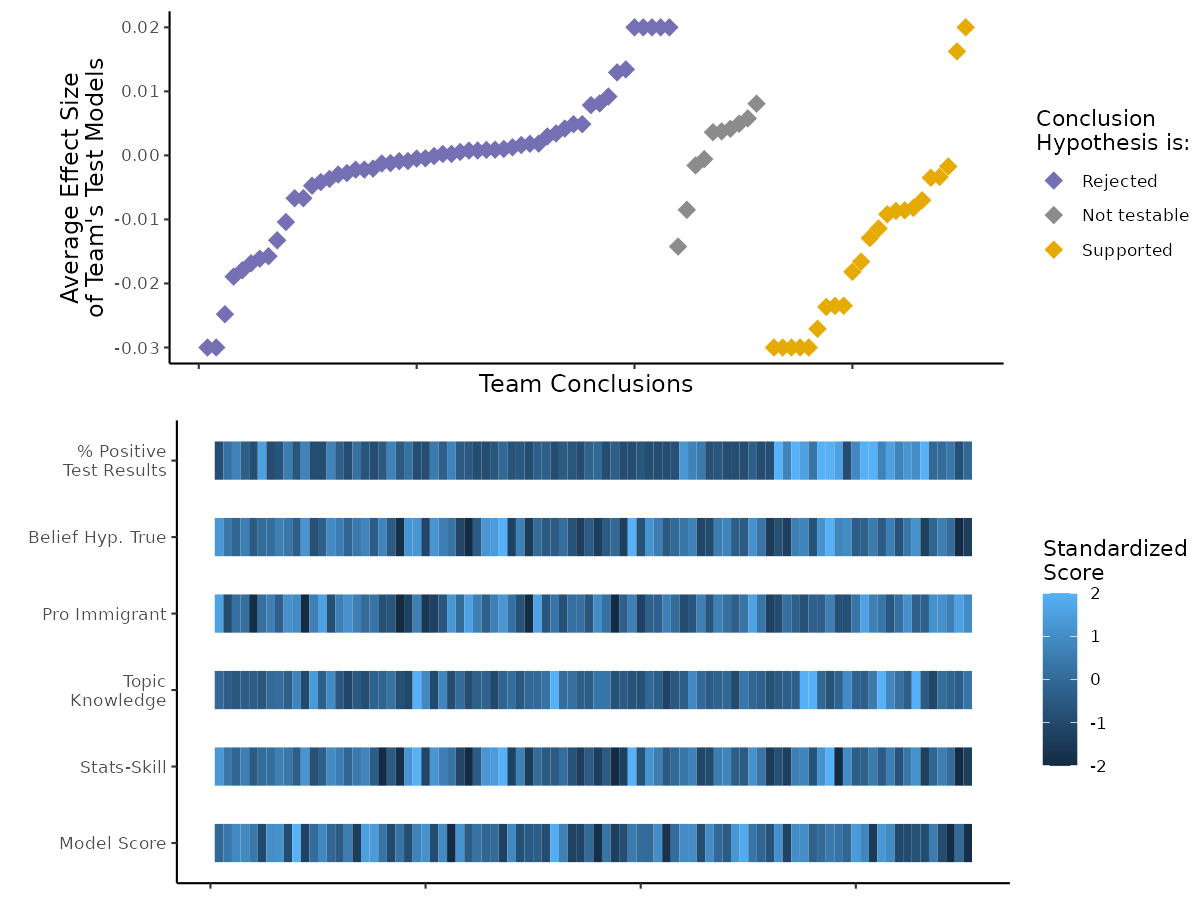 0.02
0.01
0.00
-0.01
-0.02
-0.03
Average Effect Size
of Team's Test Models
Team Conclusions
Conclusion
Hypothesis is:
Rejected
Not testable
Supported
% Positive
Test Results
Belief Hyp. True
Pro Immigrant
Topic
Knowledge
Stats-Skill
Model Score
Standardized
Score
2
1
0
-1
-2